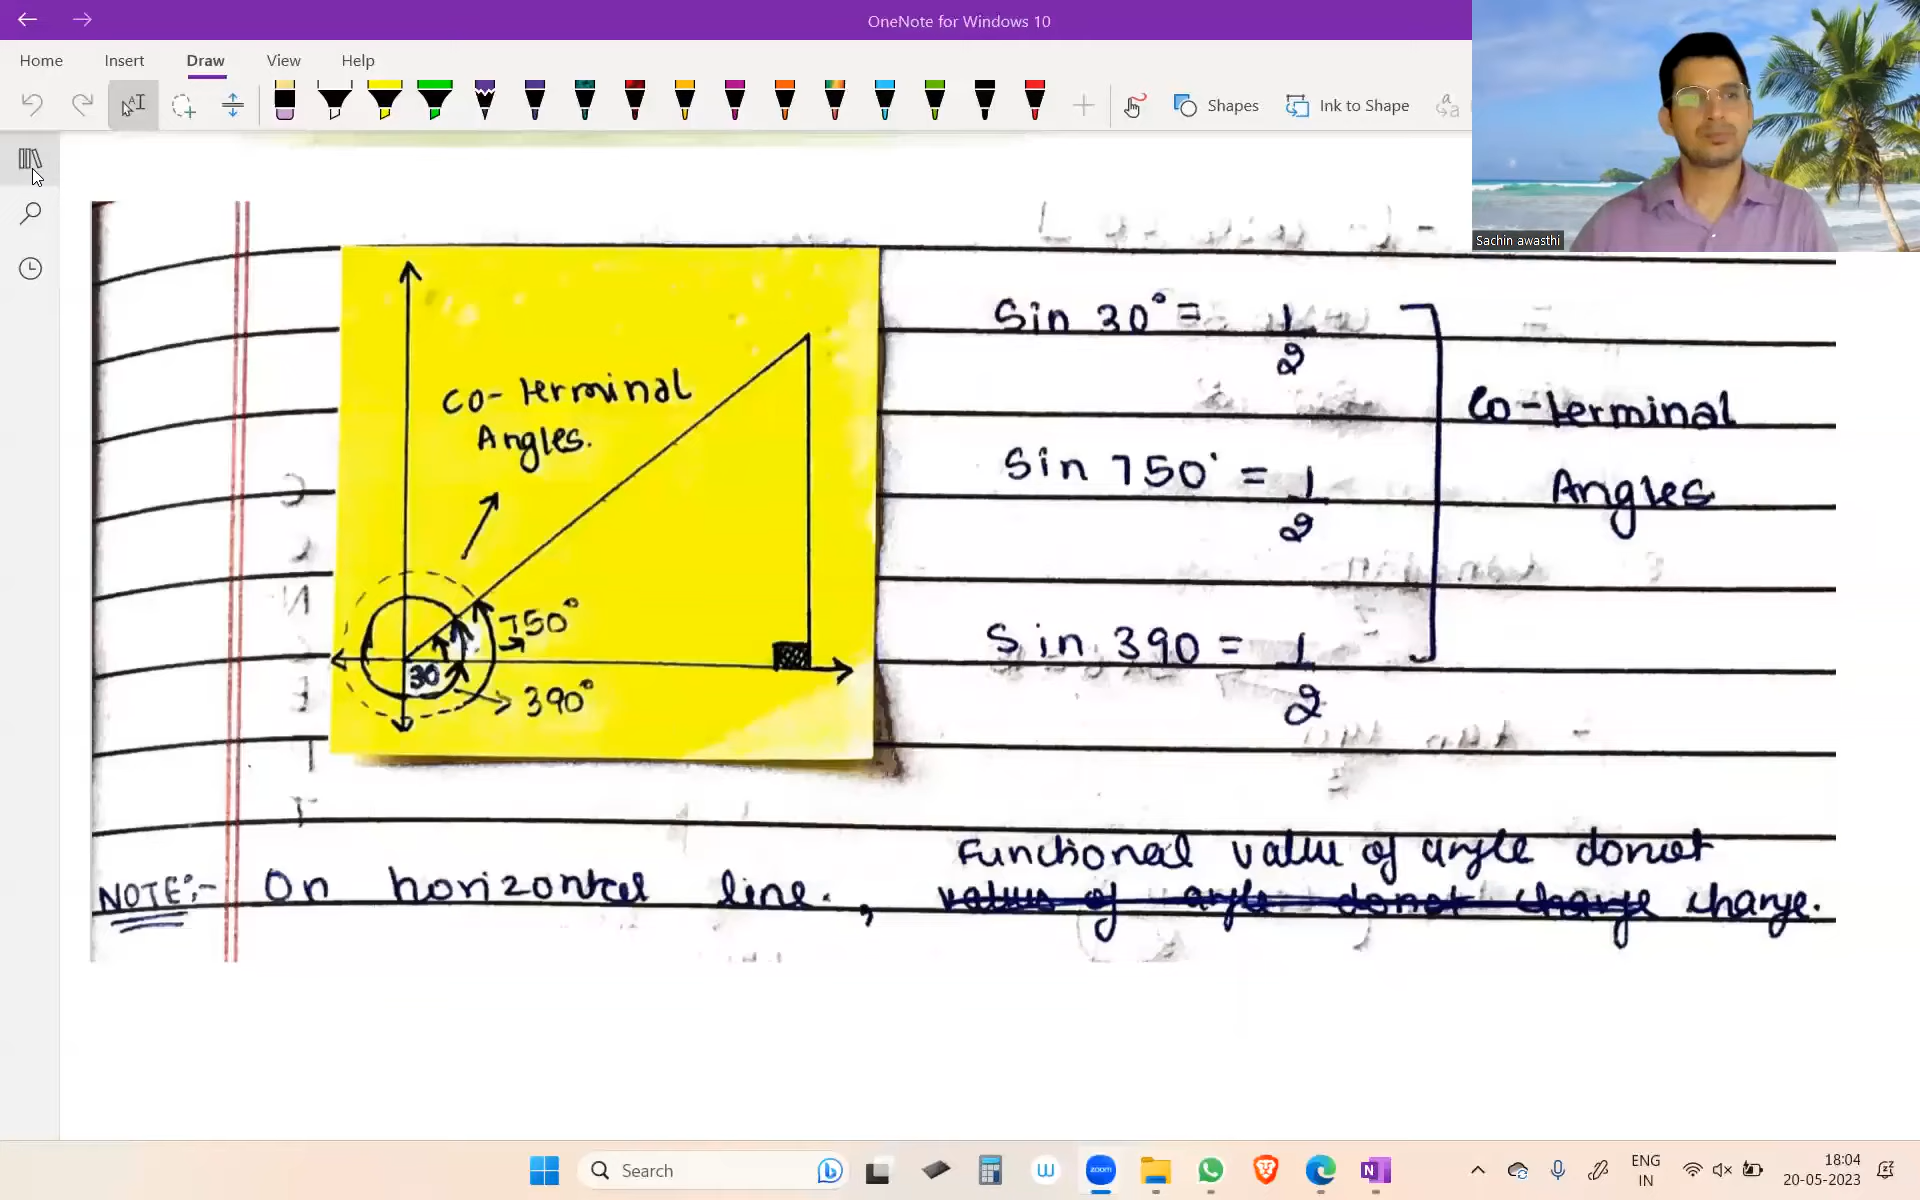 OneNote for Windows 10
Home Insert Draw View Help
Shapes Ink to Shape
Sachin awasthi
Co-terminal
Angles.
750°
30
390°
Sin 30° = 1/2
Sin 750° = 1/2
Sin 390 = 1/2
Co-terminal
Angles
Functional value of angle donot
NOTE:- On horizontal line. , values of angle donot change change.
Search
zoom
ENG
IN
18:04
20-05-2023